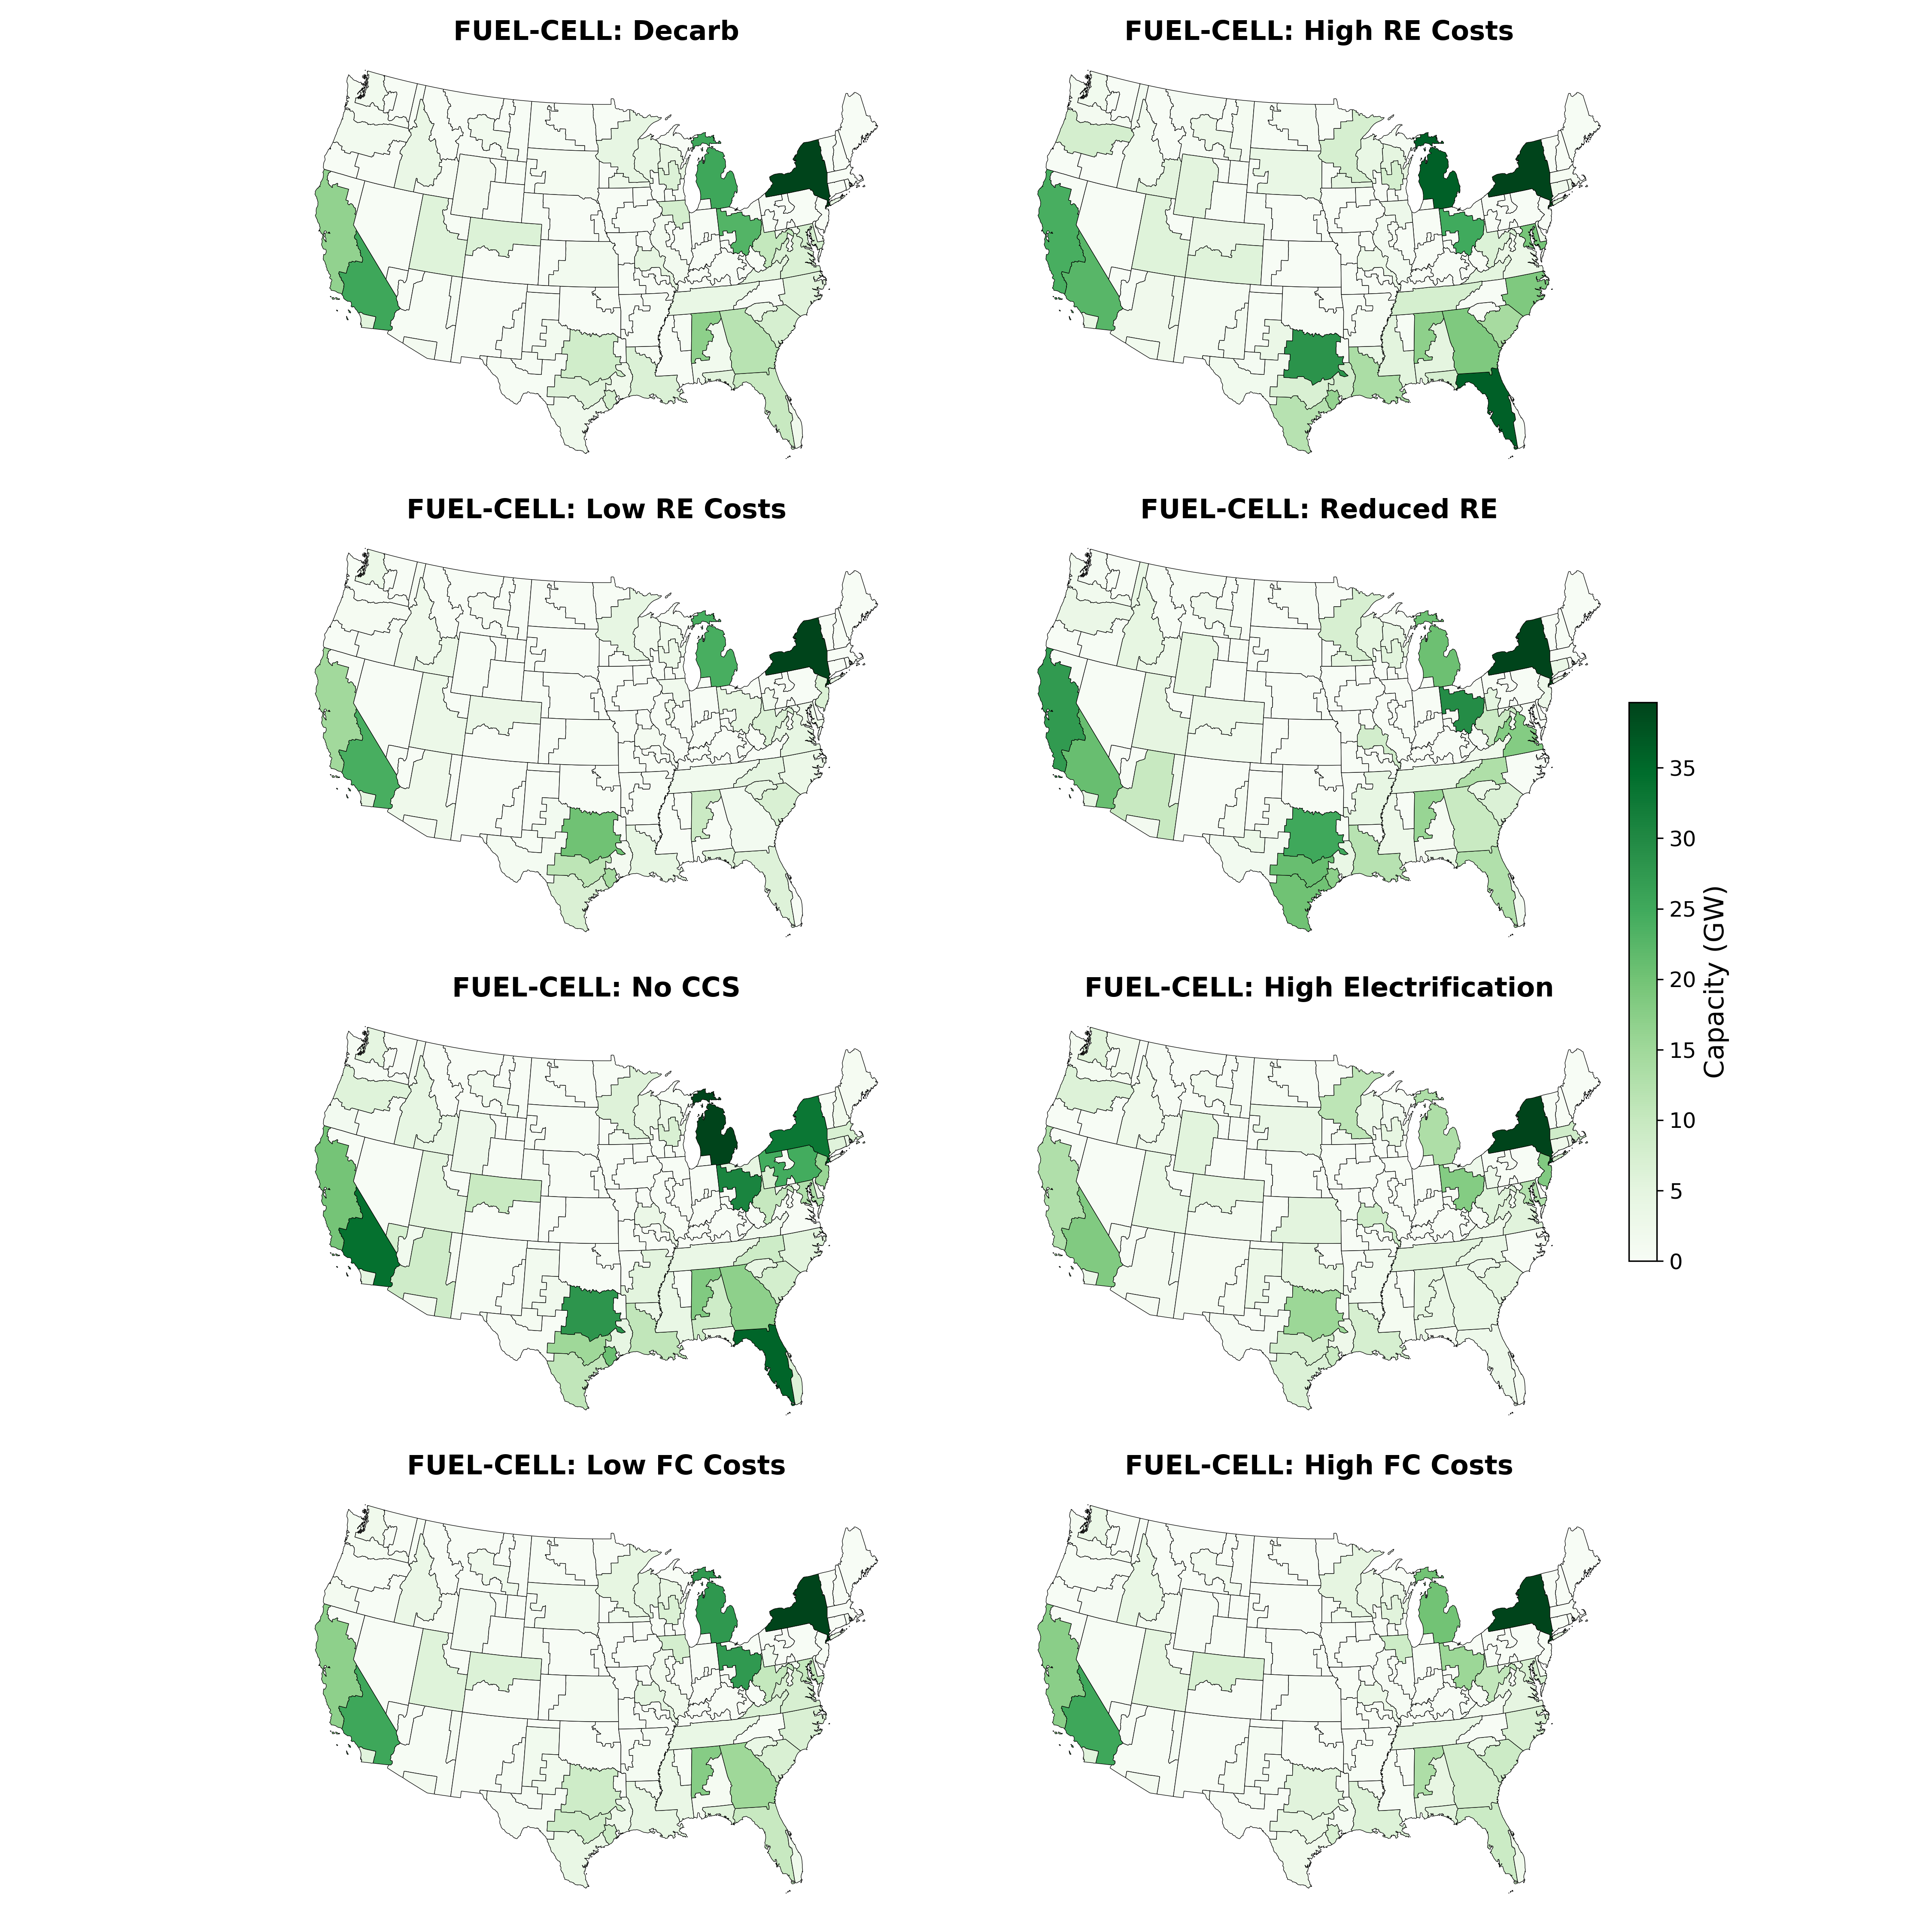 FUEL-CELL: Decarb
FUEL-CELL: High RE Costs
FUEL-CELL: Low RE Costs
FUEL-CELL: Reduced RE
FUEL-CELL: No CCS
FUEL-CELL: High Electrification
FUEL-CELL: Low FC Costs
FUEL-CELL: High FC Costs
35
30
25
20
15
10
5
0
Capacity (GW)